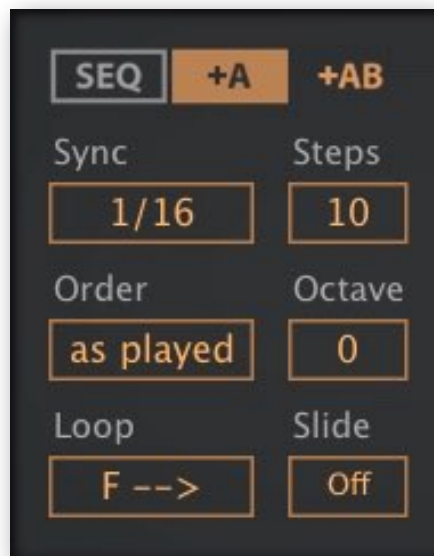 SEQ +A +AB
Sync Steps
1/16 10
Order Octave
as played 0
Loop Slide
F --> Off